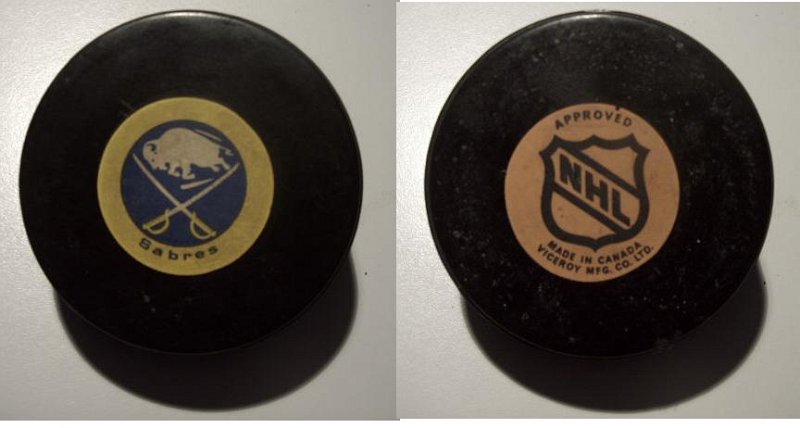 Sabres
APPROVED
NHL
MADE IN CANADA
VICEROY MFG. CO. LTD.